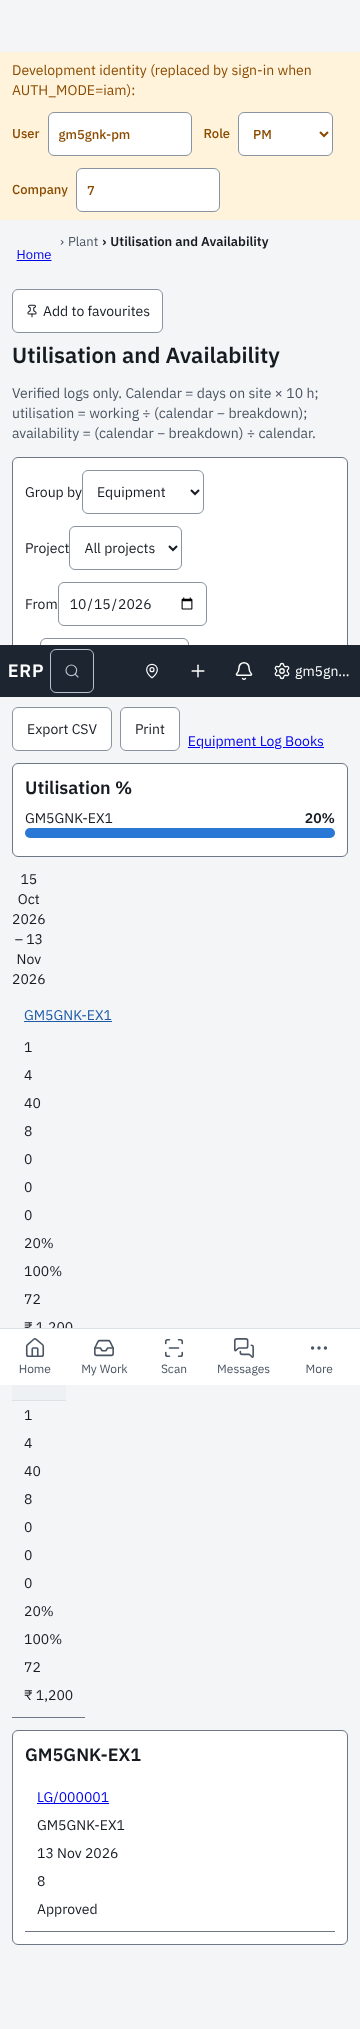 Development identity (replaced by sign-in when
AUTH_MODE=iam):
User gm5gnk-pm Role PM
Company 7
Home › Plant › Utilisation and Availability
Add to favourites
Utilisation and Availability
Verified logs only. Calendar = days on site × 10 h;
utilisation = working ÷ (calendar − breakdown);
availability = (calendar − breakdown) ÷ calendar.
Group by Equipment
Project All projects
From 10/15/2026
ERP gm5gn...
Export CSV Print Equipment Log Books
Utilisation %
GM5GNK-EX1 20%
15
Oct
2026
– 13
Nov
2026
GM5GNK-EX1
1
4
40
8
0
0
0
20%
100%
72
₹ 1,200
Home My Work Scan Messages More
1
4
40
8
0
0
0
20%
100%
72
₹ 1,200
GM5GNK-EX1
LG/000001
GM5GNK-EX1
13 Nov 2026
8
Approved